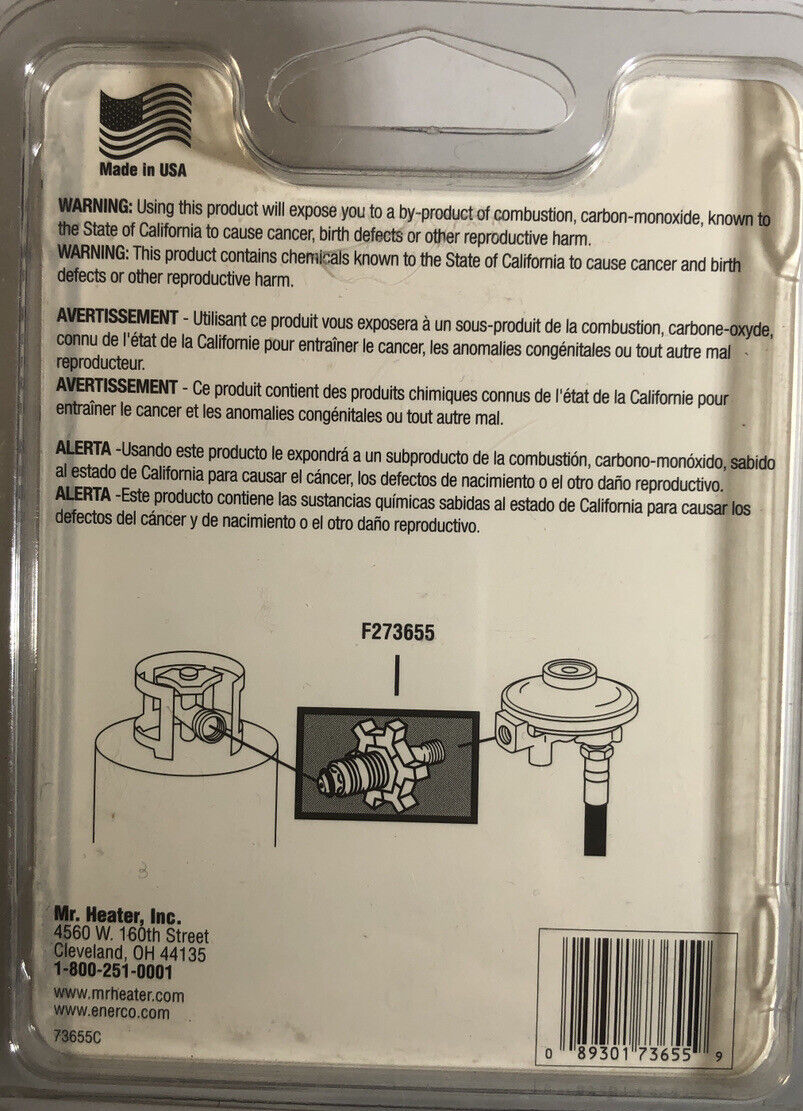 Made in USA
WARNING: Using this product will expose you to a by-product of combustion, carbon-monoxide, known to
the State of California to cause cancer, birth defects or other reproductive harm.
WARNING: This product contains chemicals known to the State of California to cause cancer and birth
defects or other reproductive harm.
AVERTISSEMENT - Utilisant ce produit vous exposera à un sous-produit de la combustion, carbone-oxyde,
connu de l'état de la Californie pour entraîner le cancer, les anomalies congénitales ou tout autre mal
reproducteur.
AVERTISSEMENT - Ce produit contient des produits chimiques connus de l'état de la Californie pour
entraîner le cancer et les anomalies congénitales ou tout autre mal.
ALERTA -Usando este producto le expondrá a un subproducto de la combustión, carbono-monóxido, sabido
al estado de California para causar el cáncer, los defectos de nacimiento o el otro daño reproductivo.
ALERTA -Este producto contiene las sustancias químicas sabidas al estado de California para causar los
defectos del cáncer y de nacimiento o el otro daño reproductivo.
F273655
3
Mr. Heater, Inc.
4560 W. 160th Street
Cleveland, OH 44135
1-800-251-0001
www.mrheater.com
www.enerco.com
73655C
0 89301 73655 9